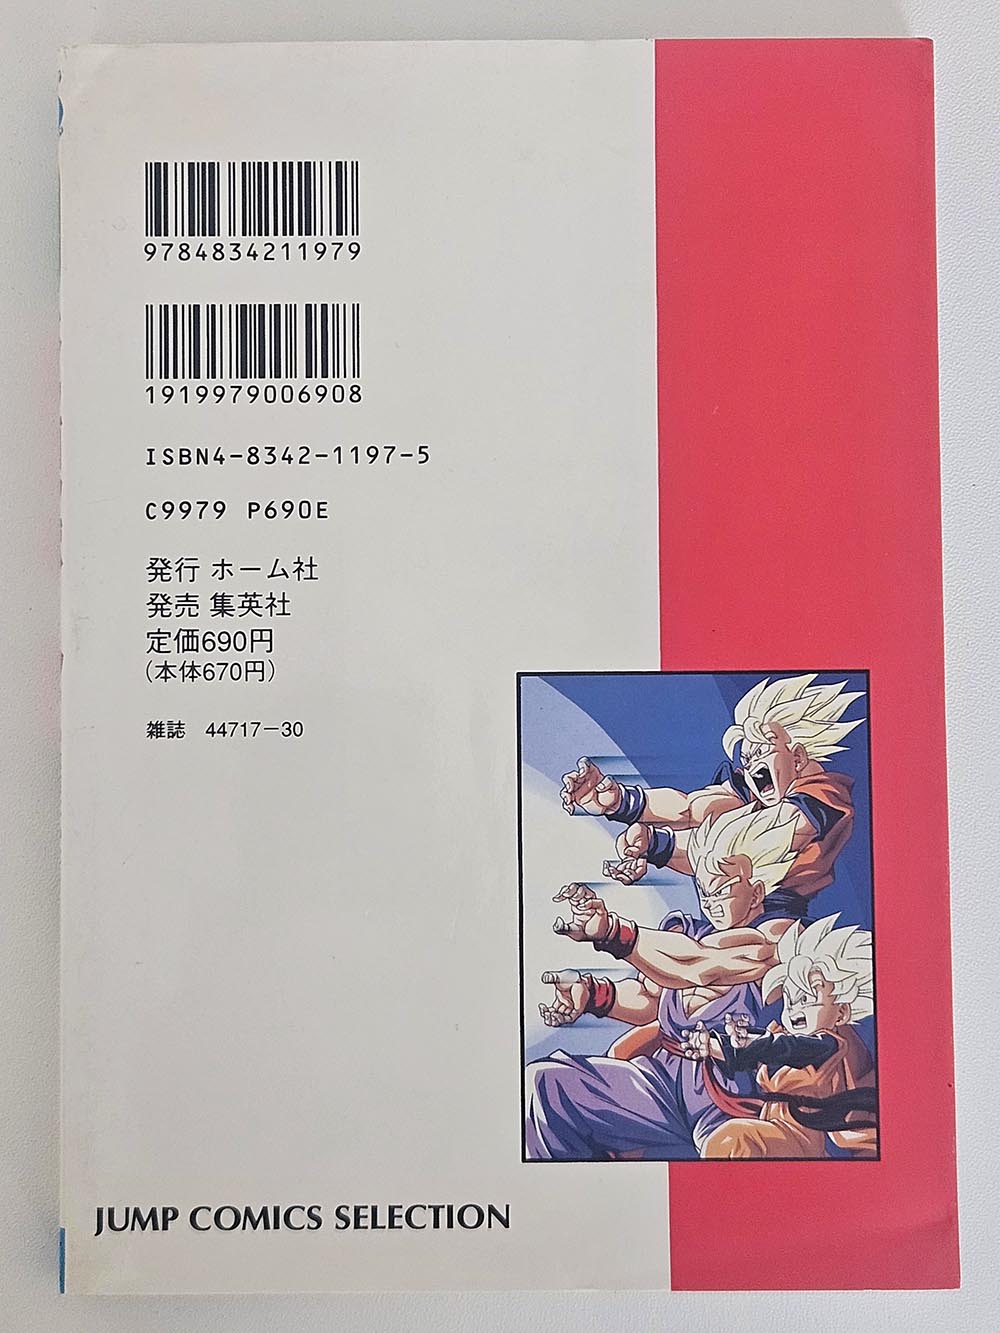 9784834211979
1919979006908
ISBN4-8342-1197-5
C9979 P690E
発行 ホーム社
発売 集英社
定価690円
（本体670円）
雑誌 44717-30
JUMP COMICS SELECTION